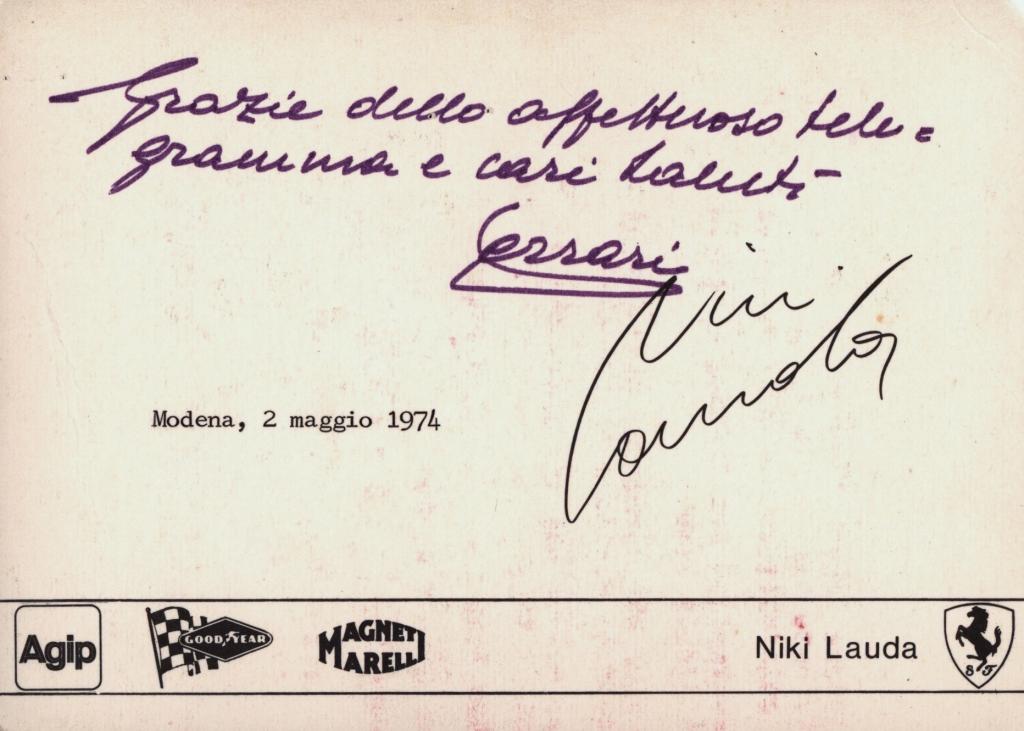 Grazie dello affettuoso tele=
gramma e cari saluti
Ferrari
Niki
Lauda
Modena, 2 maggio 1974
Agip
GOODYEAR
MAGNETI
MARELLI
Niki Lauda
S F